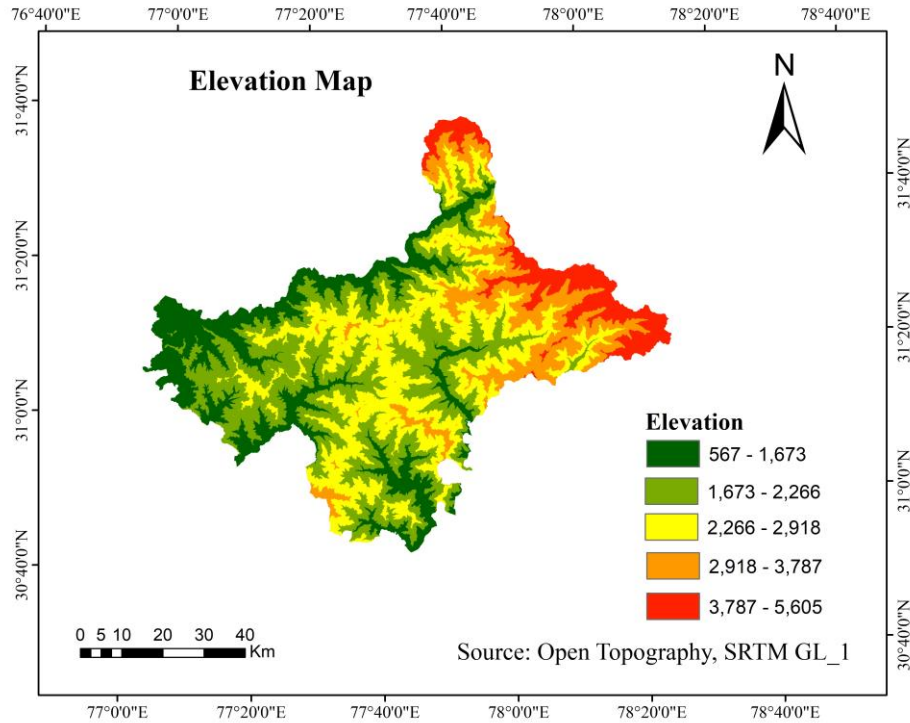 76°40'0"E 77°0'0"E 77°20'0"E 77°40'0"E 78°0'0"E 78°20'0"E 78°40'0"E
Elevation Map
N
31°40'0"N
31°20'0"N
31°0'0"N
30°40'0"N
31°40'0"N
31°20'0"N
31°0'0"N
30°40'0"N
Elevation
567 - 1,673
1,673 - 2,266
2,266 - 2,918
2,918 - 3,787
3,787 - 5,605
0 5 10 20 30 40
Km
Source: Open Topography, SRTM GL_1
77°0'0"E 77°20'0"E 77°40'0"E 78°0'0"E 78°20'0"E 78°40'0"E